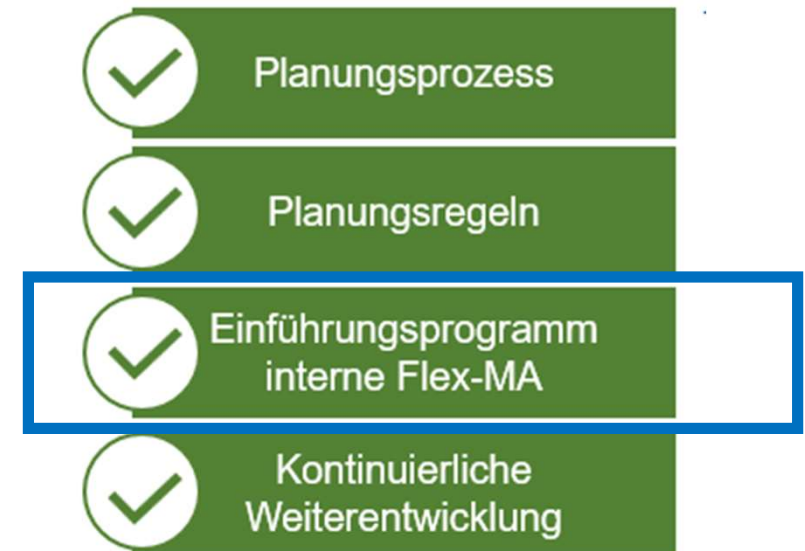 Planungsprozess
Planungsregeln
Einführungsprogramm
interne Flex-MA
Kontinuierliche
Weiterentwicklung